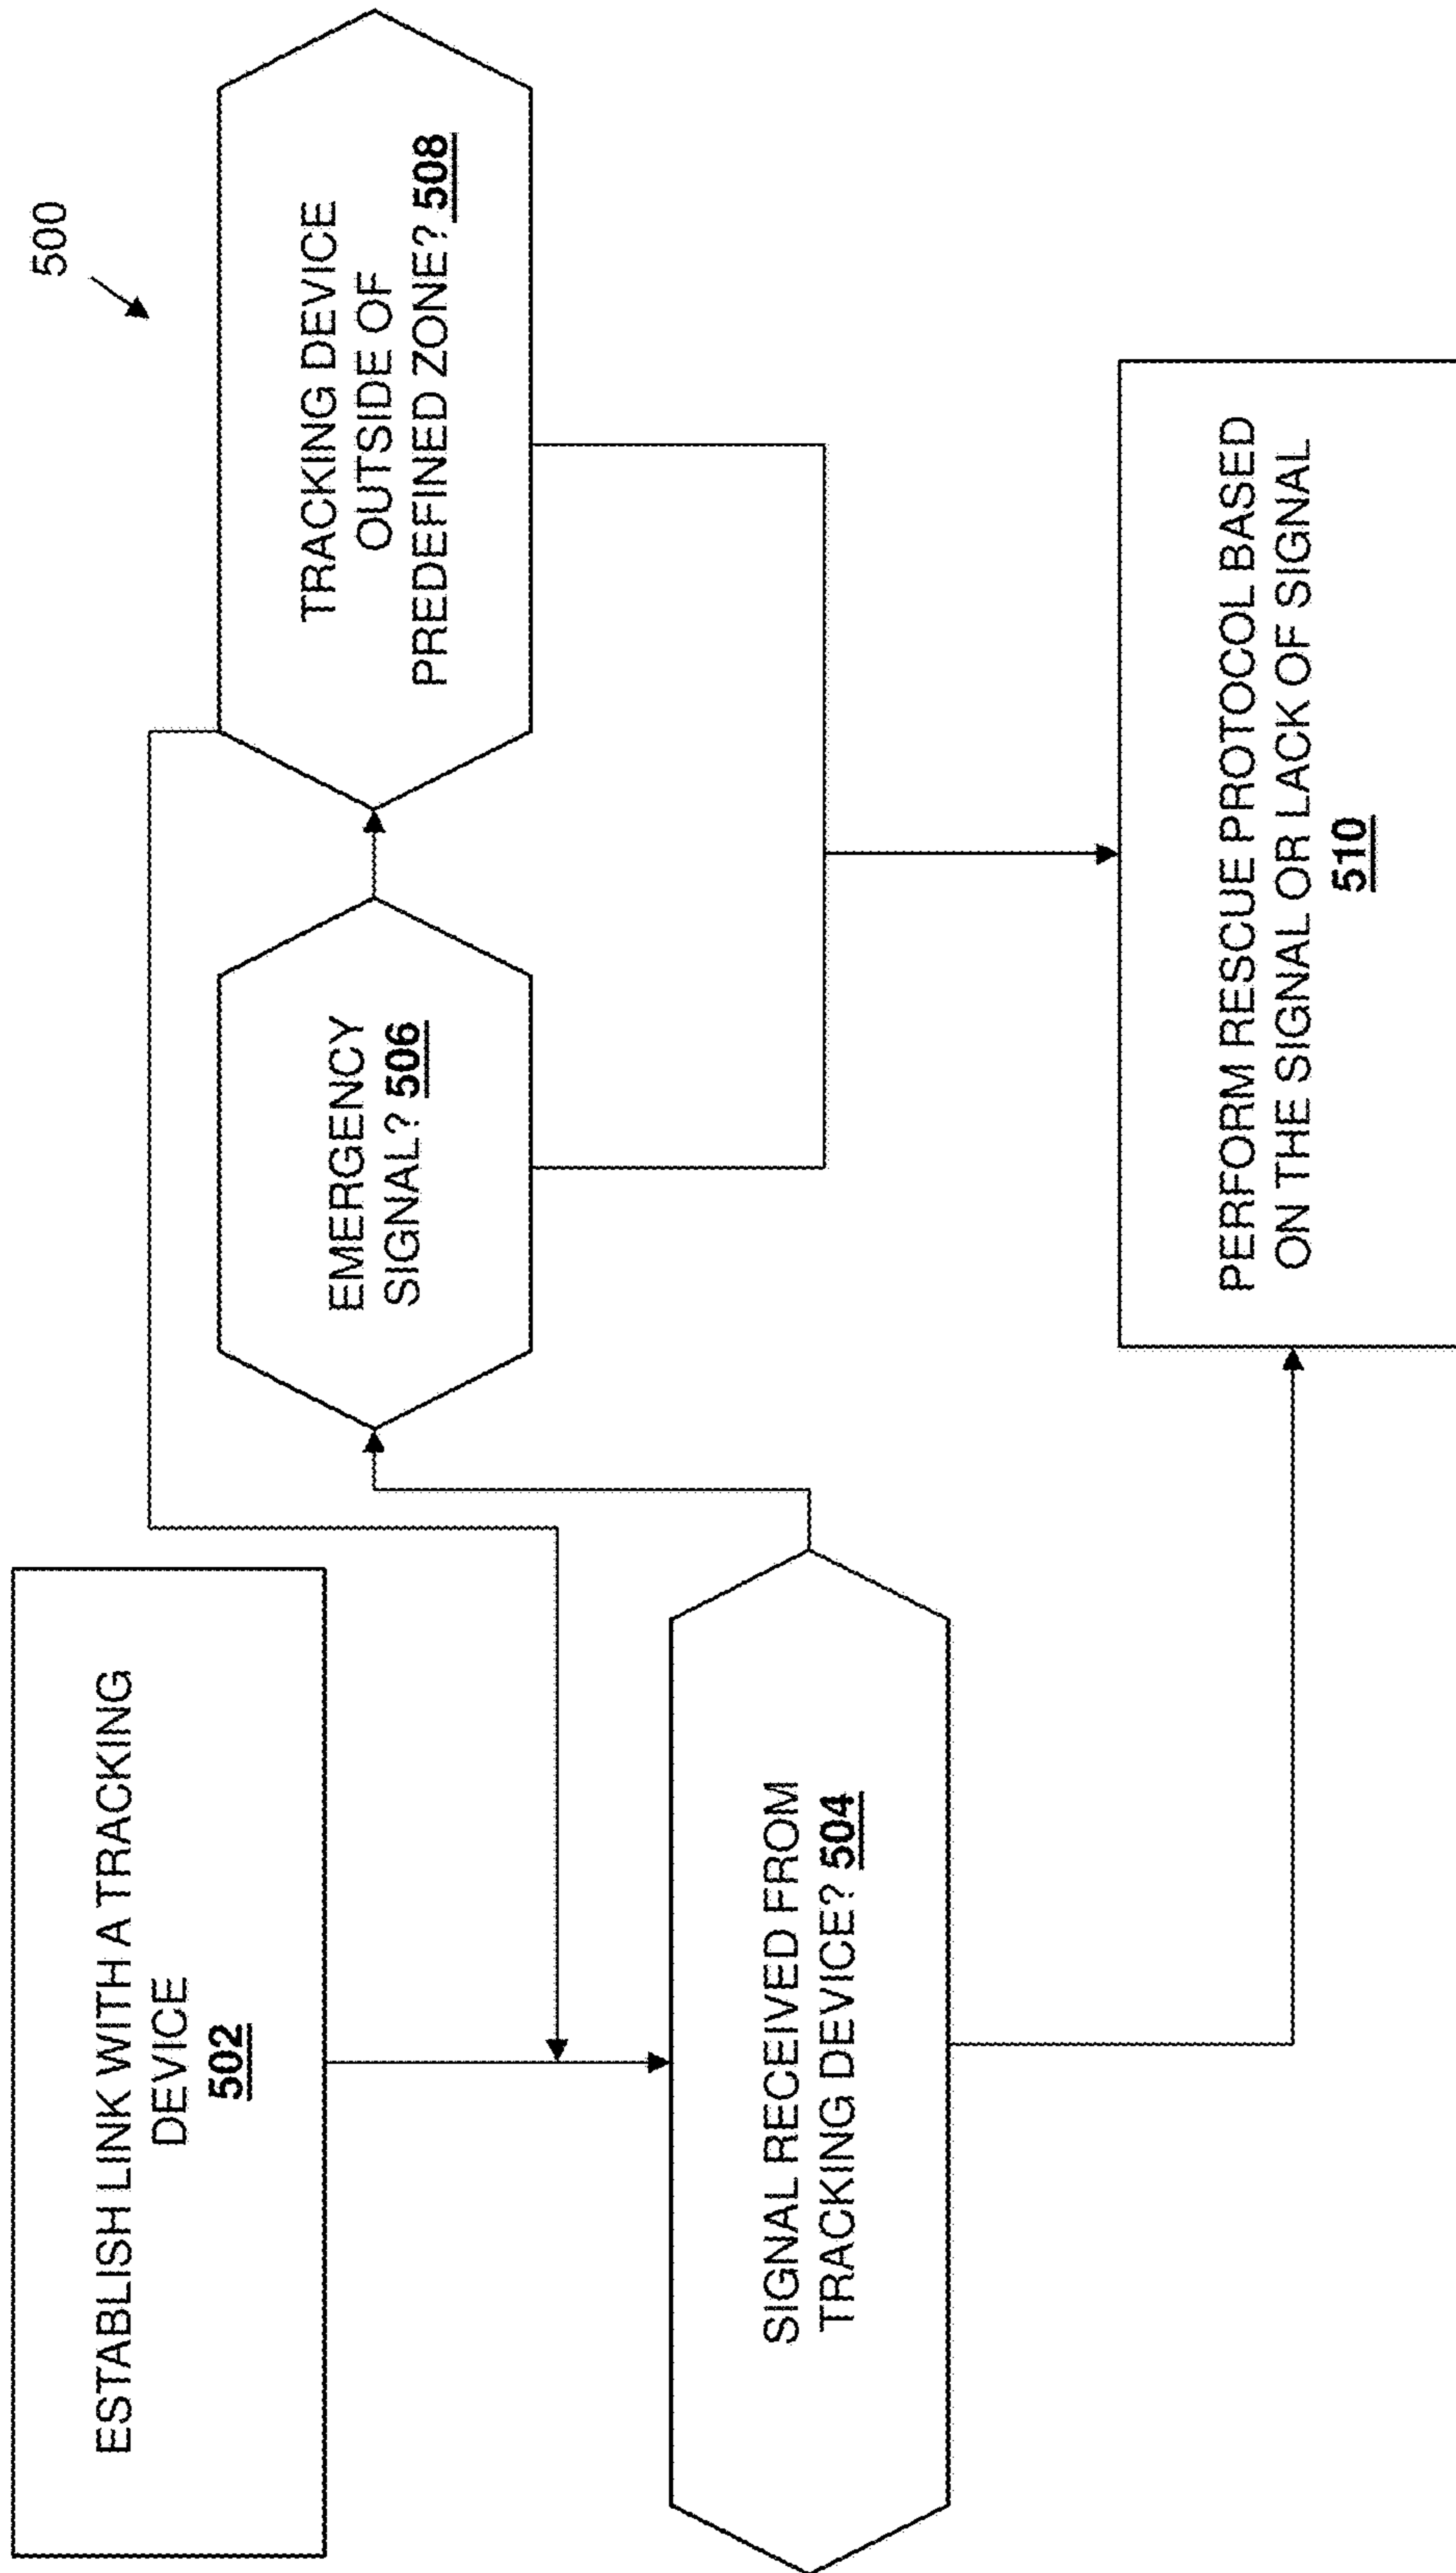 500
ESTABLISH LINK WITH A TRACKING
DEVICE
502
EMERGENCY
SIGNAL? 506
TRACKING DEVICE
OUTSIDE OF
PREDEFINED ZONE? 508
SIGNAL RECEIVED FROM
TRACKING DEVICE? 504
PERFORM RESCUE PROTOCOL BASED
ON THE SIGNAL OR LACK OF SIGNAL
510